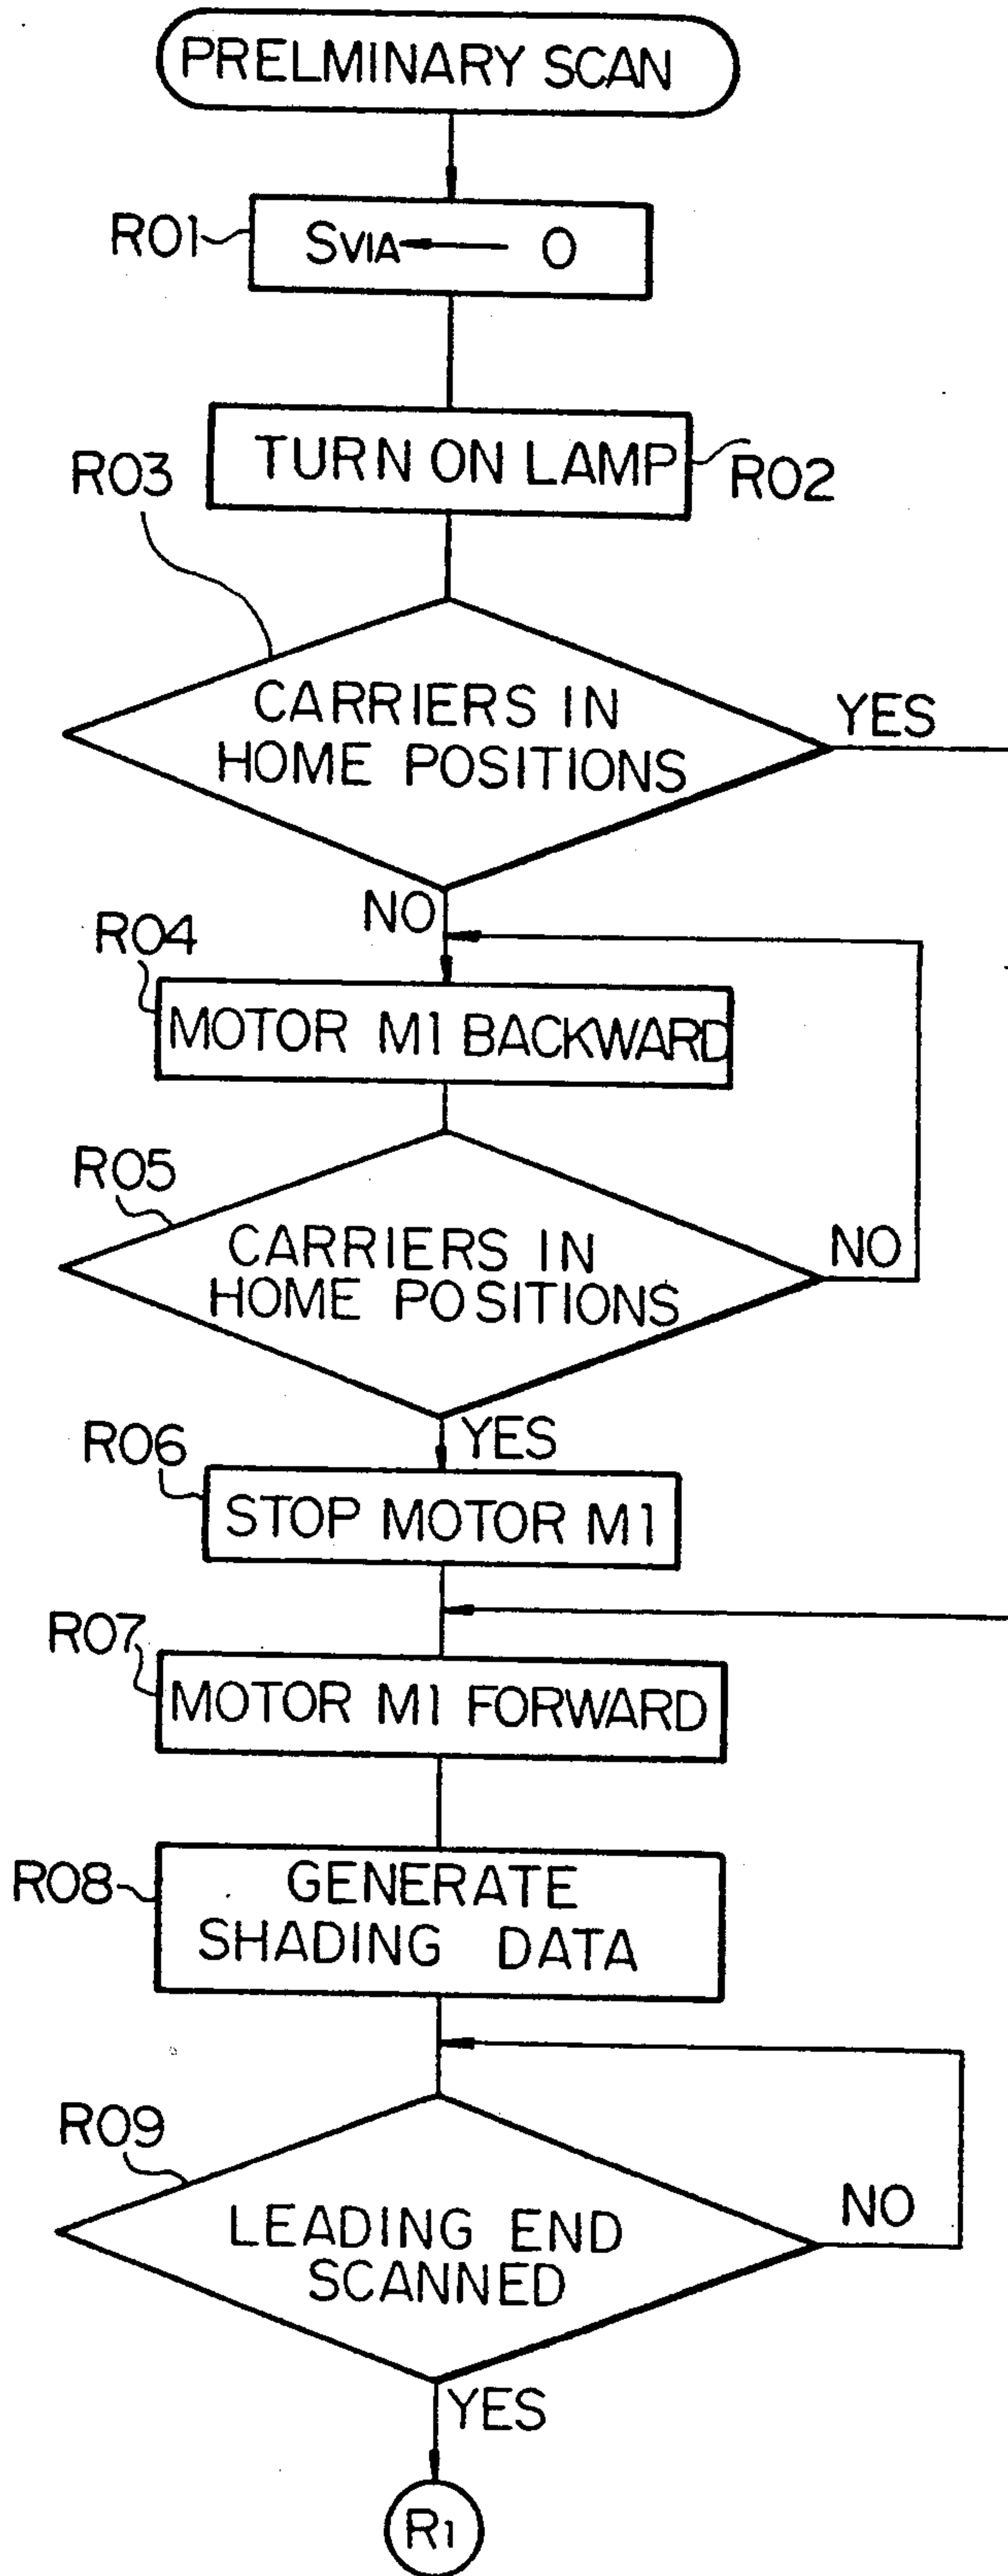 PRELMINARY SCAN
R01
SVIA ← 0
TURN ON LAMP
R02
R03
CARRIERS IN
HOME POSITIONS
YES
NO
R04
MOTOR M1 BACKWARD
R05
CARRIERS IN
HOME POSITIONS
NO
YES
R06
STOP MOTOR M1
R07
MOTOR M1 FORWARD
R08
GENERATE
SHADING DATA
R09
LEADING END
SCANNED
NO
YES
R1